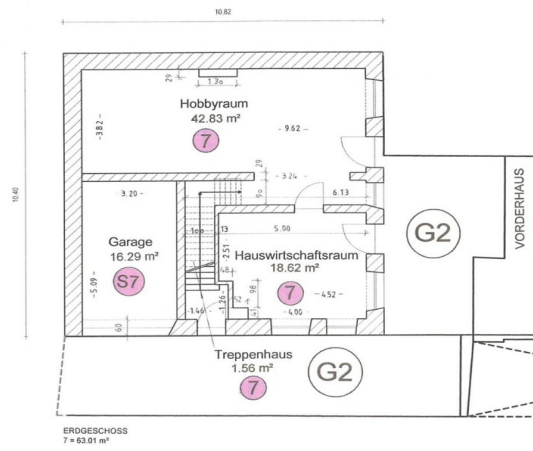 10.82
29
1.30
Hobbyraum
42.83 m²
7
3.82
9.62
10.40
29
3.24
90
6.13
3.20
100
13
5.00
Garage
16.29 m²
S7
2.51
Hauswirtschaftsraum
18.62 m²
7
G2
VORDERHAUS
5.09
48
98
4.52
62
1.26
1.46
4.00
60
Treppenhaus
1.56 m²
7
G2
ERDGESCHOSS
7 = 63.01 m²